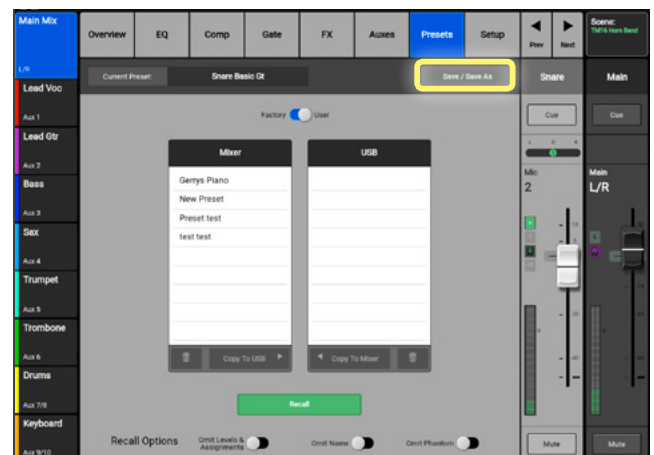 Main Mix
L/R
Overview
EQ
Comp
Gate
FX
Auxes
Presets
Setup
Prev
Next
Scene:
TM16 Horn Band
Current Preset:
Snare Basic Gt
Save / Save As
Snare
Main
Lead Voc
Aux 1
Factory
User
Cue
Cue
Lead Gtr
Aux 2
Mixer
USB
L
R
Bass
Aux 3
Gerrys Piano
New Preset
Preset test
test test
Mic
2
Main
L/R
Sax
Aux 4
Trumpet
Aux 5
Trombone
Aux 6
Copy To USB
Copy To Mixer
Drums
Aux 7/8
Recall
Keyboard
Aux 9/10
Recall Options
Omit Levels &
Assignments
Omit Name
Omit Phantom
Mute
Mute